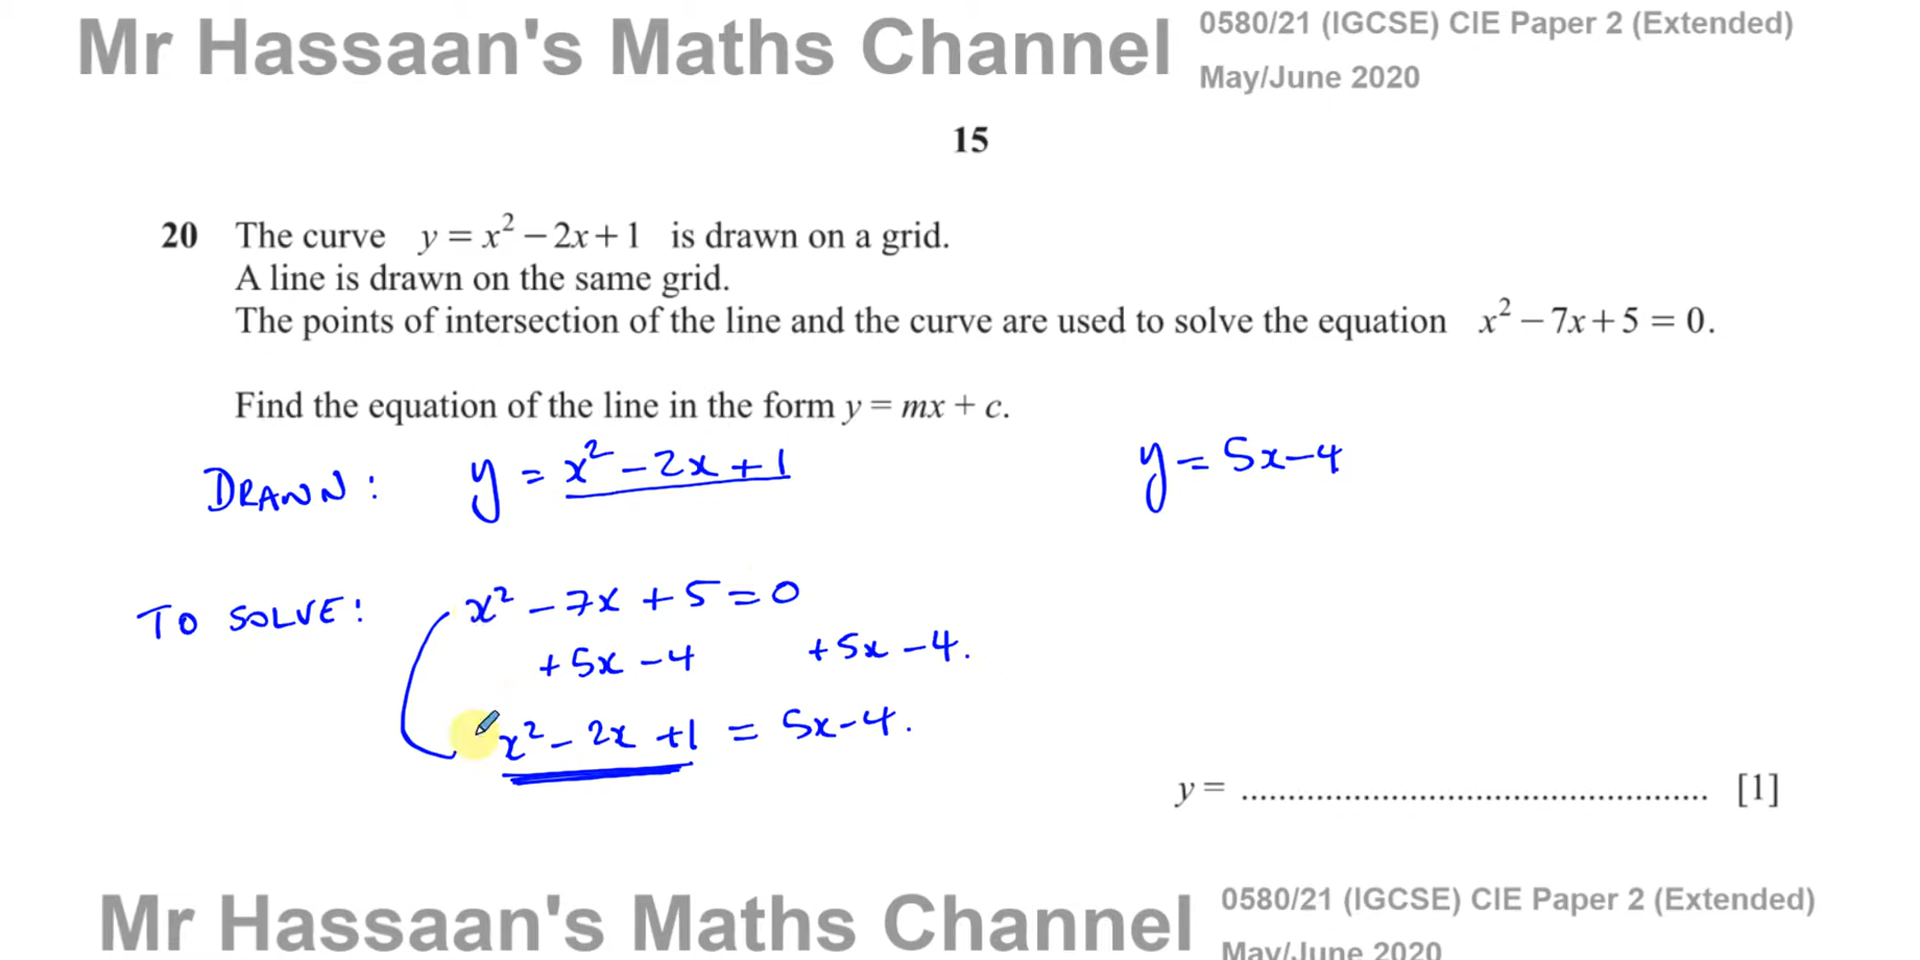 Mr Hassaan's Maths Channel
0580/21 (IGCSE) CIE Paper 2 (Extended)
May/June 2020
15
20 The curve y = x² − 2x + 1 is drawn on a grid.
A line is drawn on the same grid.
The points of intersection of the line and the curve are used to solve the equation x² − 7x + 5 = 0.
Find the equation of the line in the form y = mx + c.
DRAWN: y = x² − 2x + 1
y = 5x − 4
TO SOLVE: x² − 7x + 5 = 0
+ 5x − 4 + 5x − 4.
x² − 2x + 1 = 5x − 4.
y = ................................................ [1]
Mr Hassaan's Maths Channel
0580/21 (IGCSE) CIE Paper 2 (Extended)
May/June 2020